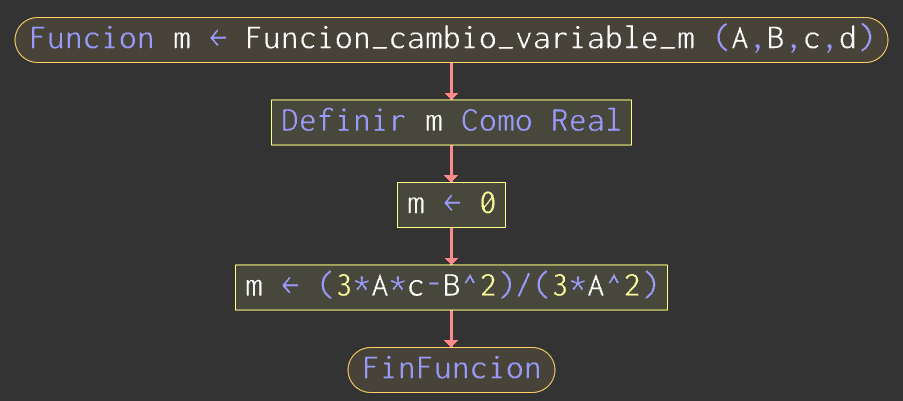 Funcion m ← Funcion_cambio_variable_m (A,B,c,d)
Definir m Como Real
m ← 0
m ← (3*A*c-B^2)/(3*A^2)
FinFuncion